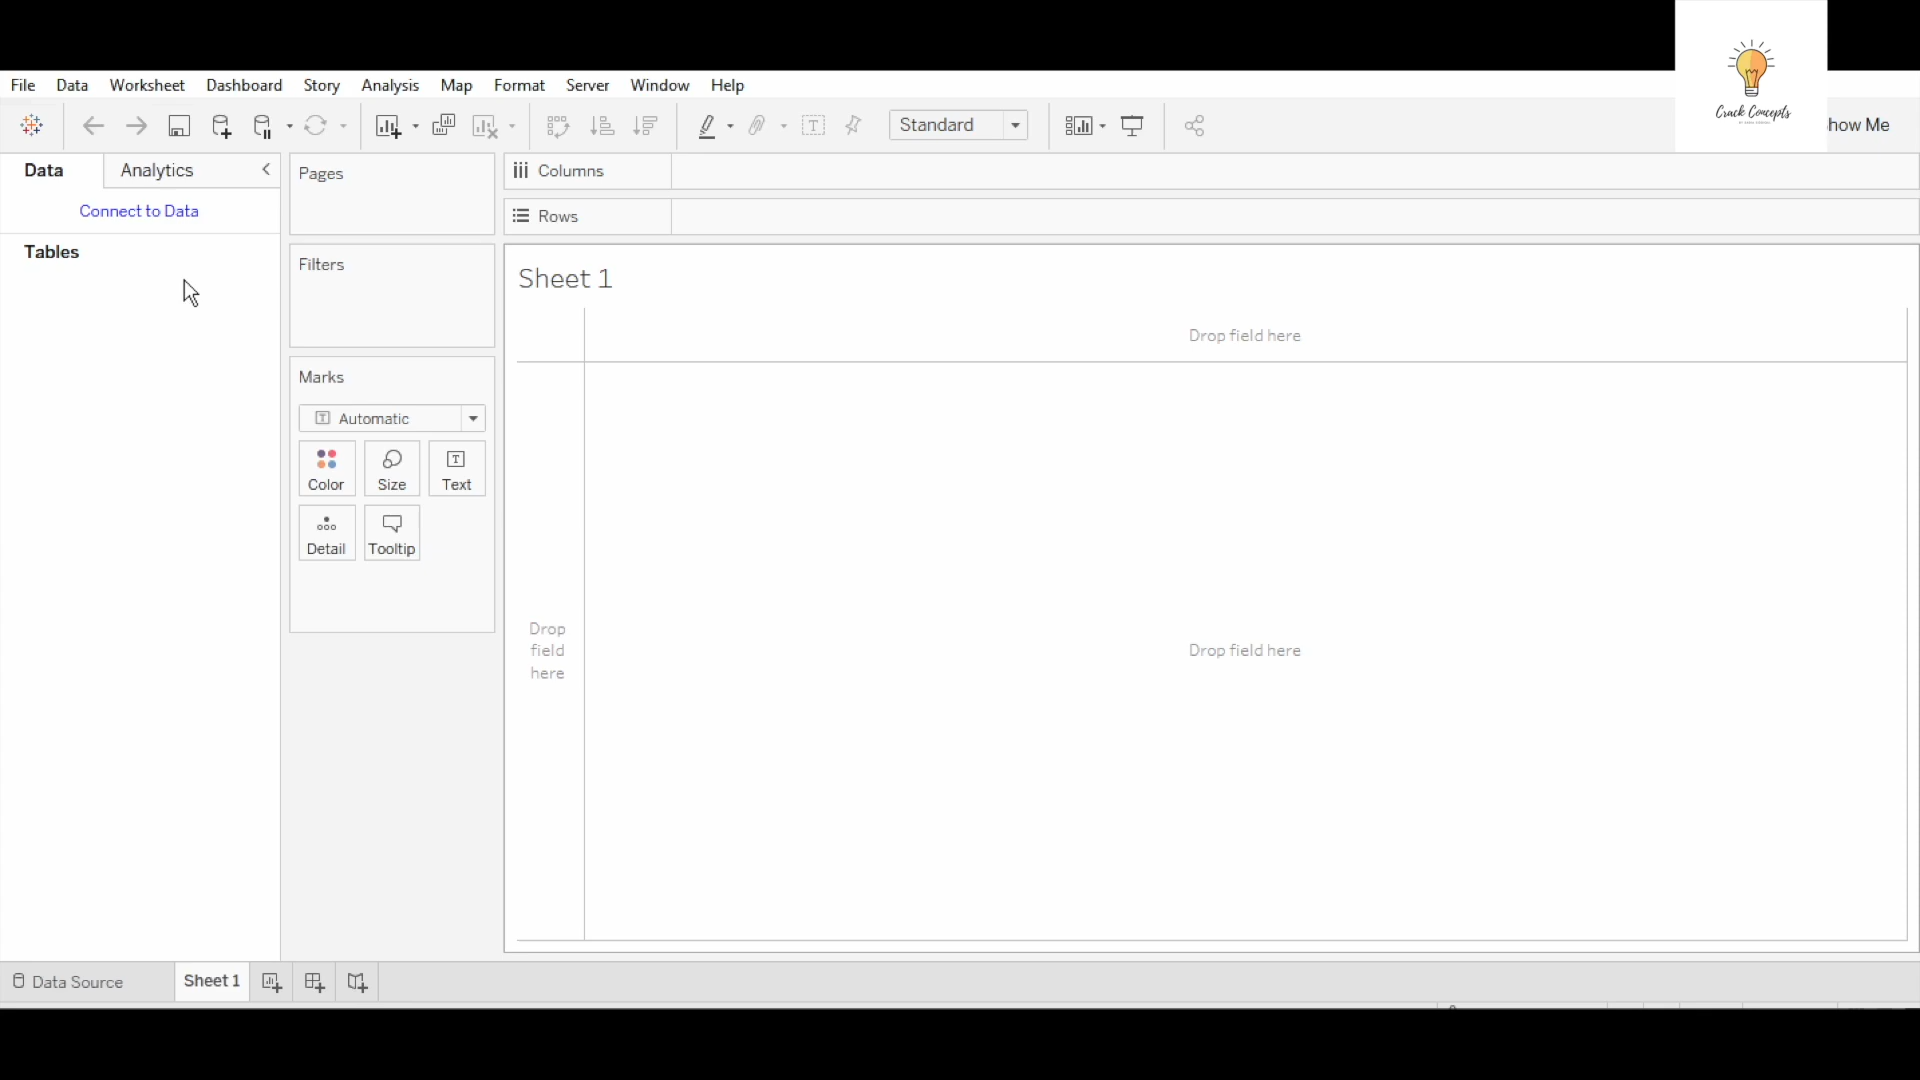 File Data Worksheet Dashboard Story Analysis Map Format Server Window Help
Crack Concepts
Standard
how Me
Data Analytics
Connect to Data
Tables
Pages
Filters
Marks
Automatic
Color Size Text
Detail Tooltip
Columns
Rows
Sheet 1
Drop field here
Drop
field
here
Drop field here
Data Source Sheet 1